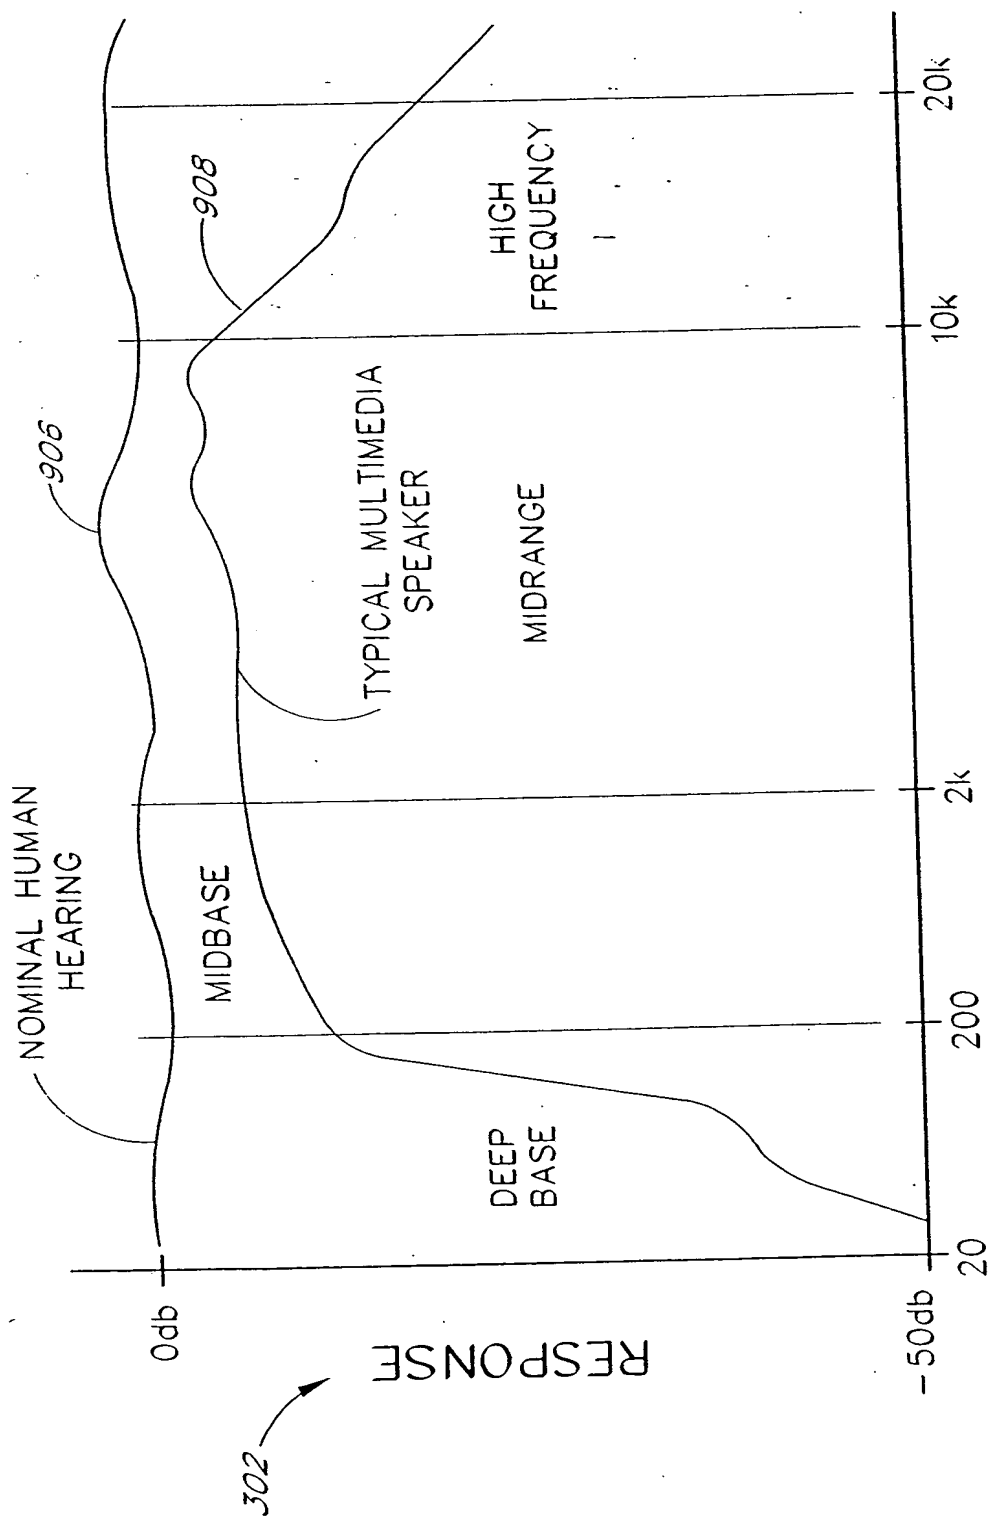 NOMINAL HUMAN
HEARING
906
908
0db
MIDBASE
TYPICAL MULTIMEDIA
SPEAKER
RESPONSE
302
DEEP
BASE
MIDRANGE
HIGH
FREQUENCY
-50db
20
200
2k
10k
20k